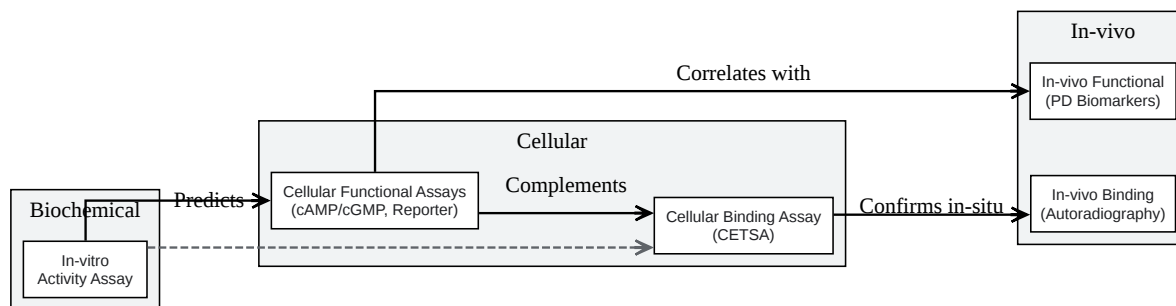 In-vivo
Correlates with
In-vivo Functional
(PD Biomarkers)
Cellular
Biochemical
Predicts
Cellular Functional Assays
(cAMP/cGMP, Reporter)
Complements
Cellular Binding Assay
(CETSA)
Confirms in-situ
In-vivo Binding
(Autoradiography)
In-vitro
Activity Assay